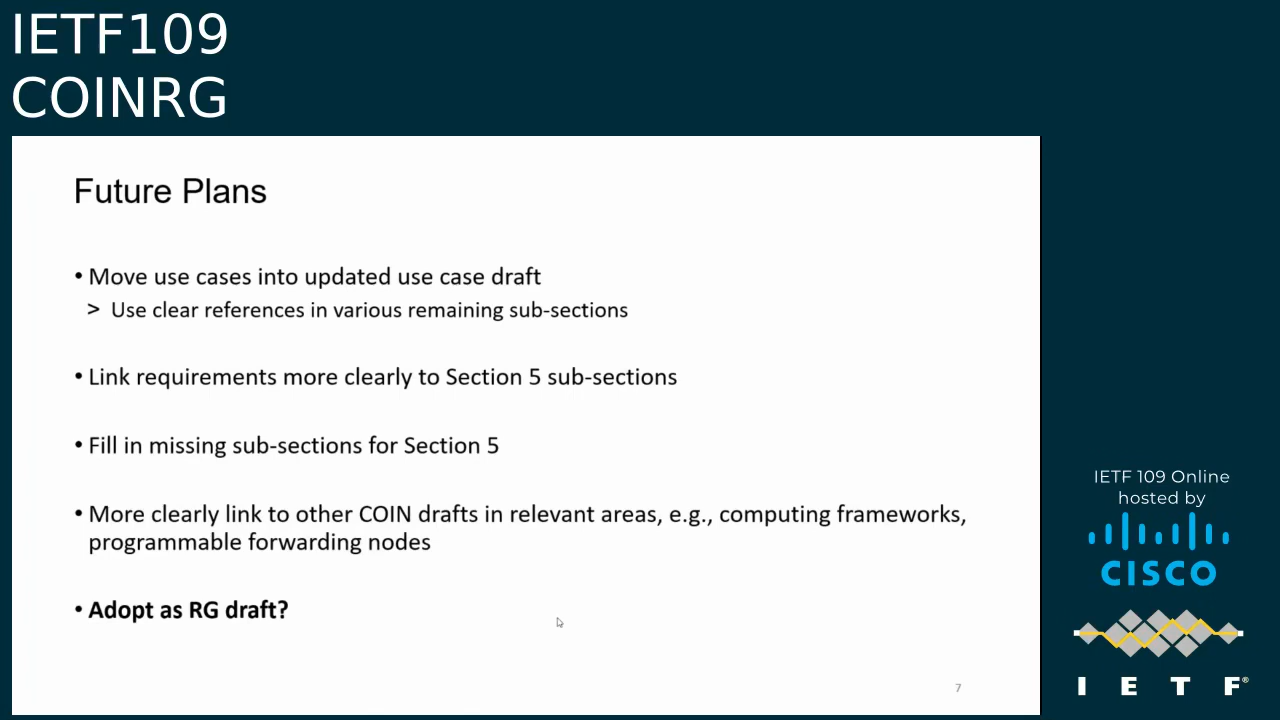 IETF109
COINRG
Future Plans
• Move use cases into updated use case draft
> Use clear references in various remaining sub-sections
• Link requirements more clearly to Section 5 sub-sections
• Fill in missing sub-sections for Section 5
• More clearly link to other COIN drafts in relevant areas, e.g., computing frameworks,
programmable forwarding nodes
• Adopt as RG draft?
7
IETF 109 Online
hosted by
CISCO
IETF®